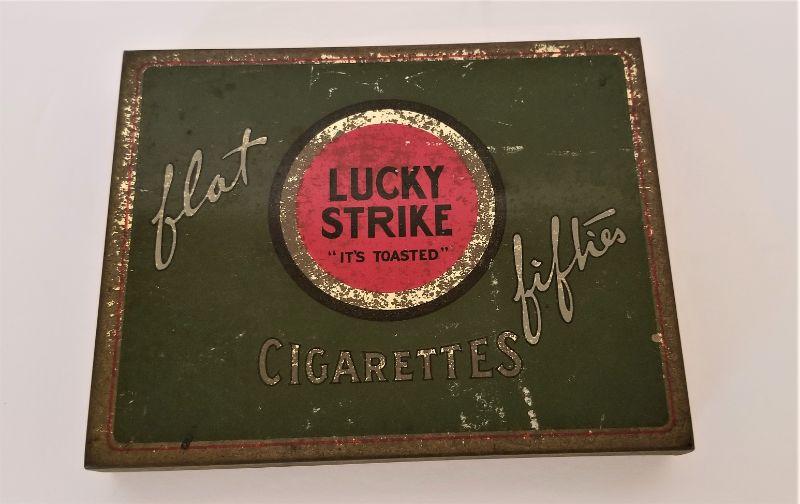 flat
LUCKY
STRIKE
"IT'S TOASTED"
fifties
CIGARETTES